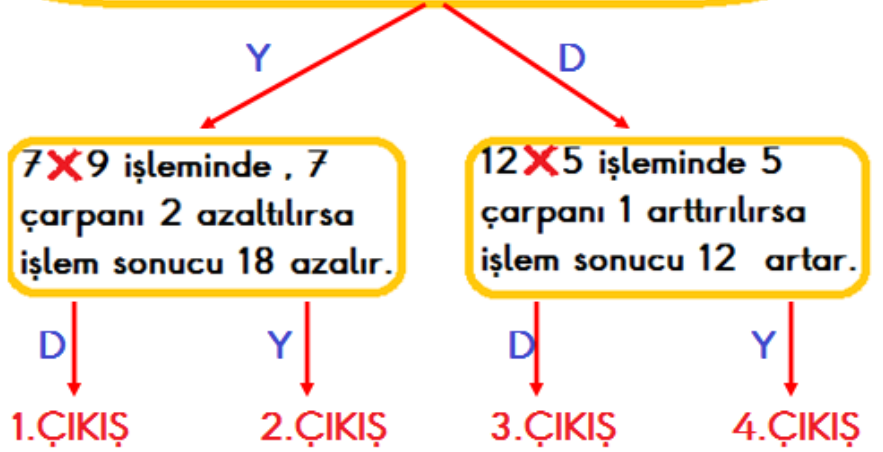 Y
D
7×9 işleminde , 7
çarpanı 2 azaltılırsa
işlem sonucu 18 azalır.
12×5 işleminde 5
çarpanı 1 arttırılırsa
işlem sonucu 12 artar.
D
Y
D
Y
1.ÇIKIŞ
2.ÇIKIŞ
3.ÇIKIŞ
4.ÇIKIŞ